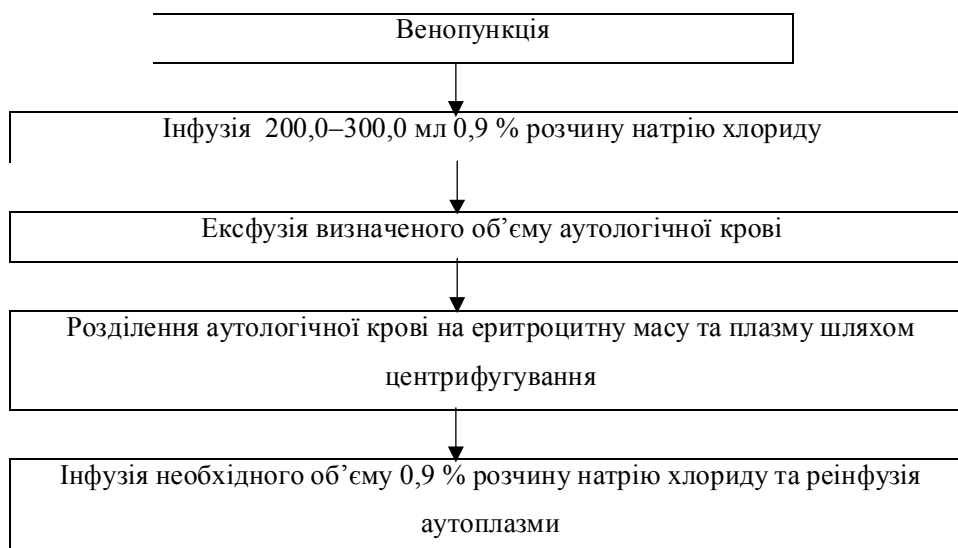 Венопункція
Інфузія 200,0–300,0 мл 0,9 % розчину натрію хлориду
Ексфузія визначеного об’єму аутологічної крові
Розділення аутологічної крові на еритроцитну масу та плазму шляхом
центрифугування
Інфузія необхідного об’єму 0,9 % розчину натрію хлориду та реінфузія
аутоплазми